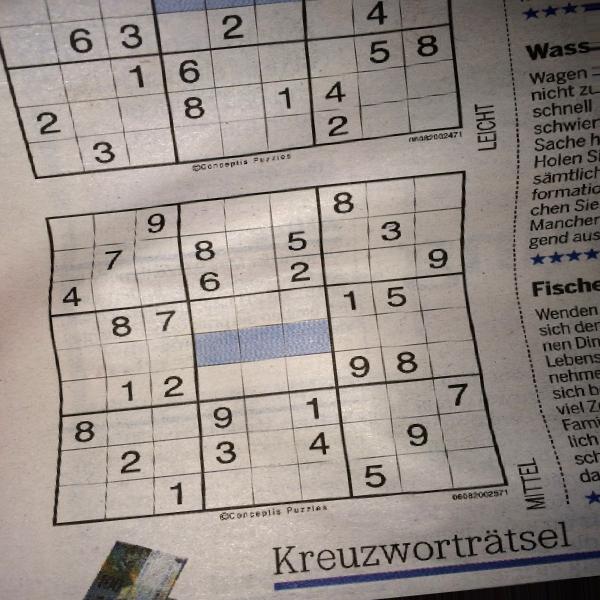 2 4
6 3 5 8
1 6
2 8 1 4
3 2
LEICHT
06082002471
©Conceptis Puzzles
Wass
Wagen =
nicht zu
schnell
schwier
Sache h
Holen Si
sämtlich
formatio
chen Sie
Mancher
gend aus
9 8
7 8 5 3
4 6 2 9
8 7 1 5
1 2 9 8
8 9 1 7
2 3 4 9
1 5
MITTEL
06082002571
©Conceptis Puzzles
Fische
Wenden
sich der
nen Din
Lebens
nehme
sich b
viel Z
Fami
lich
sch
da
Kreuzworträtsel